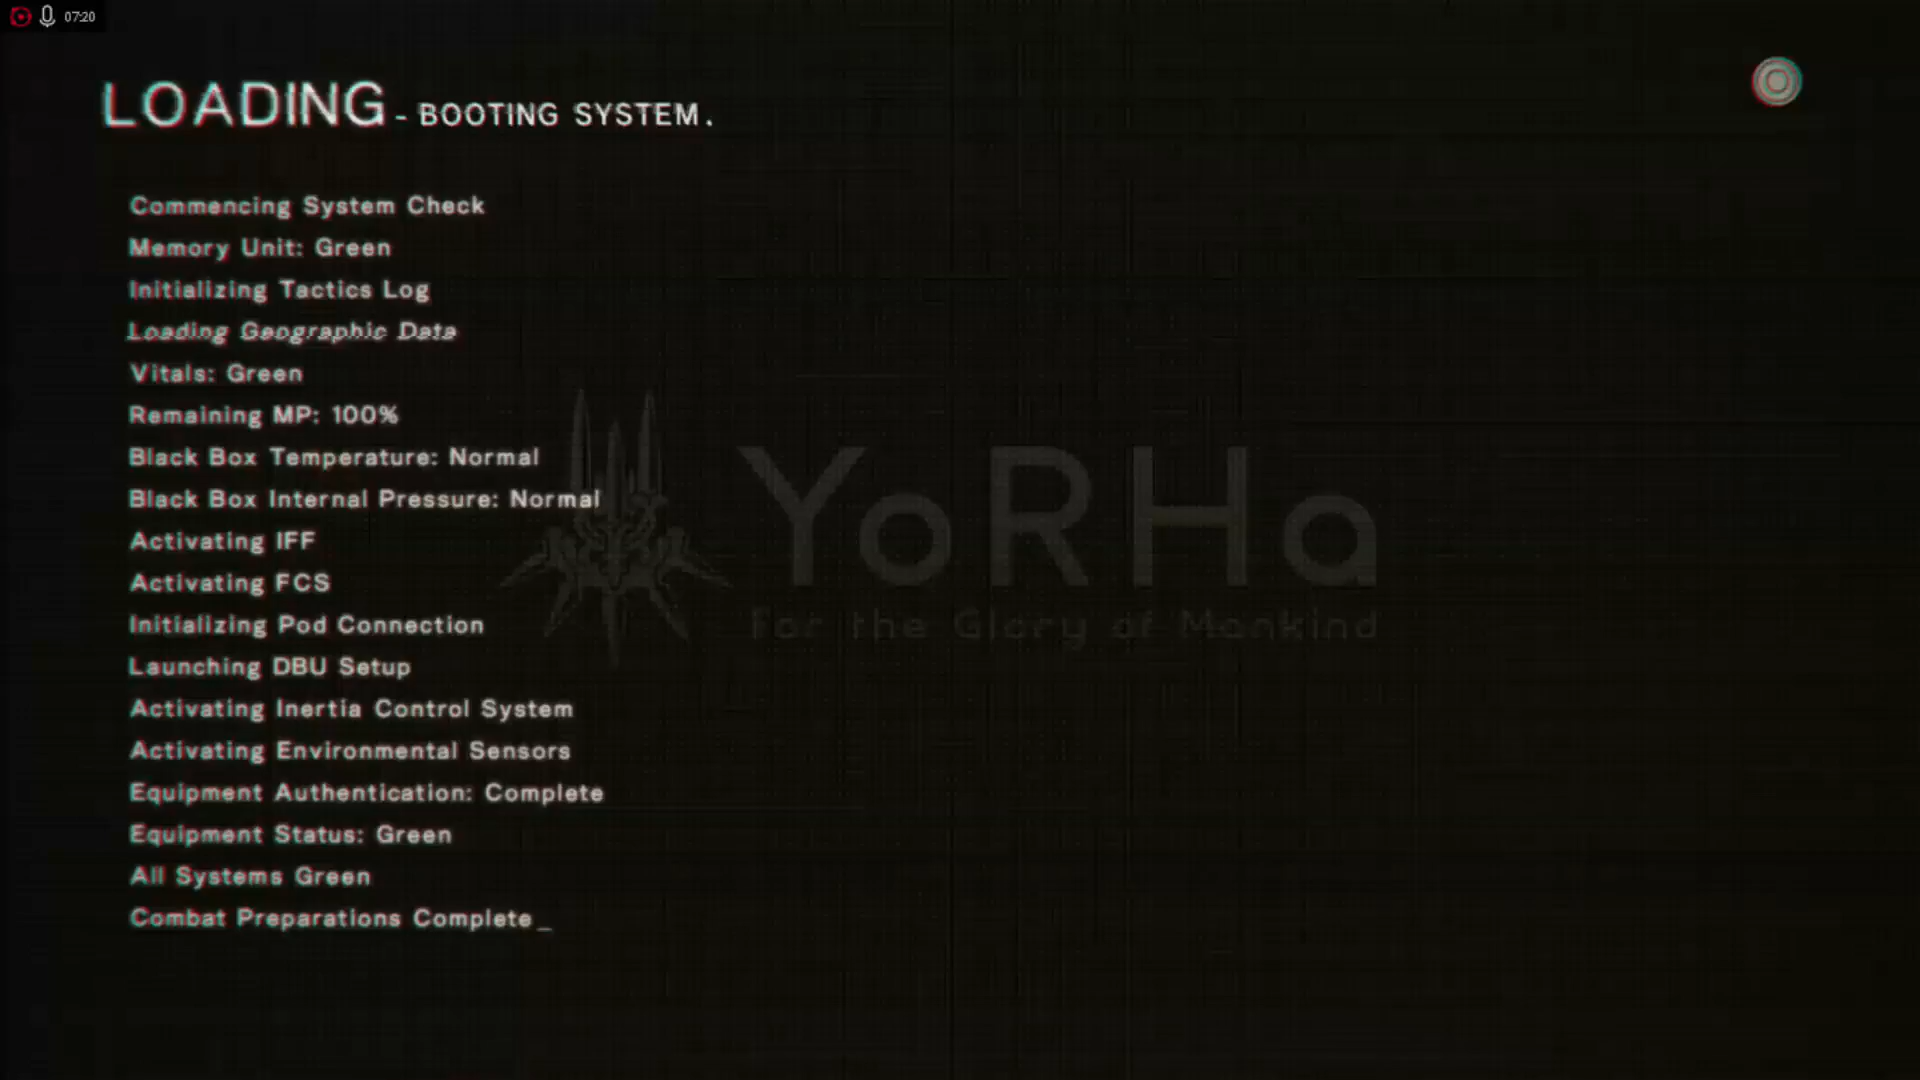 07:20
LOADING - BOOTING SYSTEM.
Commencing System Check
Memory Unit: Green
Initializing Tactics Log
Loading Geographic Data
Vitals: Green
Remaining MP: 100%
Black Box Temperature: Normal
Black Box Internal Pressure: Normal
Activating IFF
Activating FCS
Initializing Pod Connection
Launching DBU Setup
Activating Inertia Control System
Activating Environmental Sensors
Equipment Authentication: Complete
Equipment Status: Green
All Systems Green
Combat Preparations Complete_
YoRHa
For the Glory of Mankind